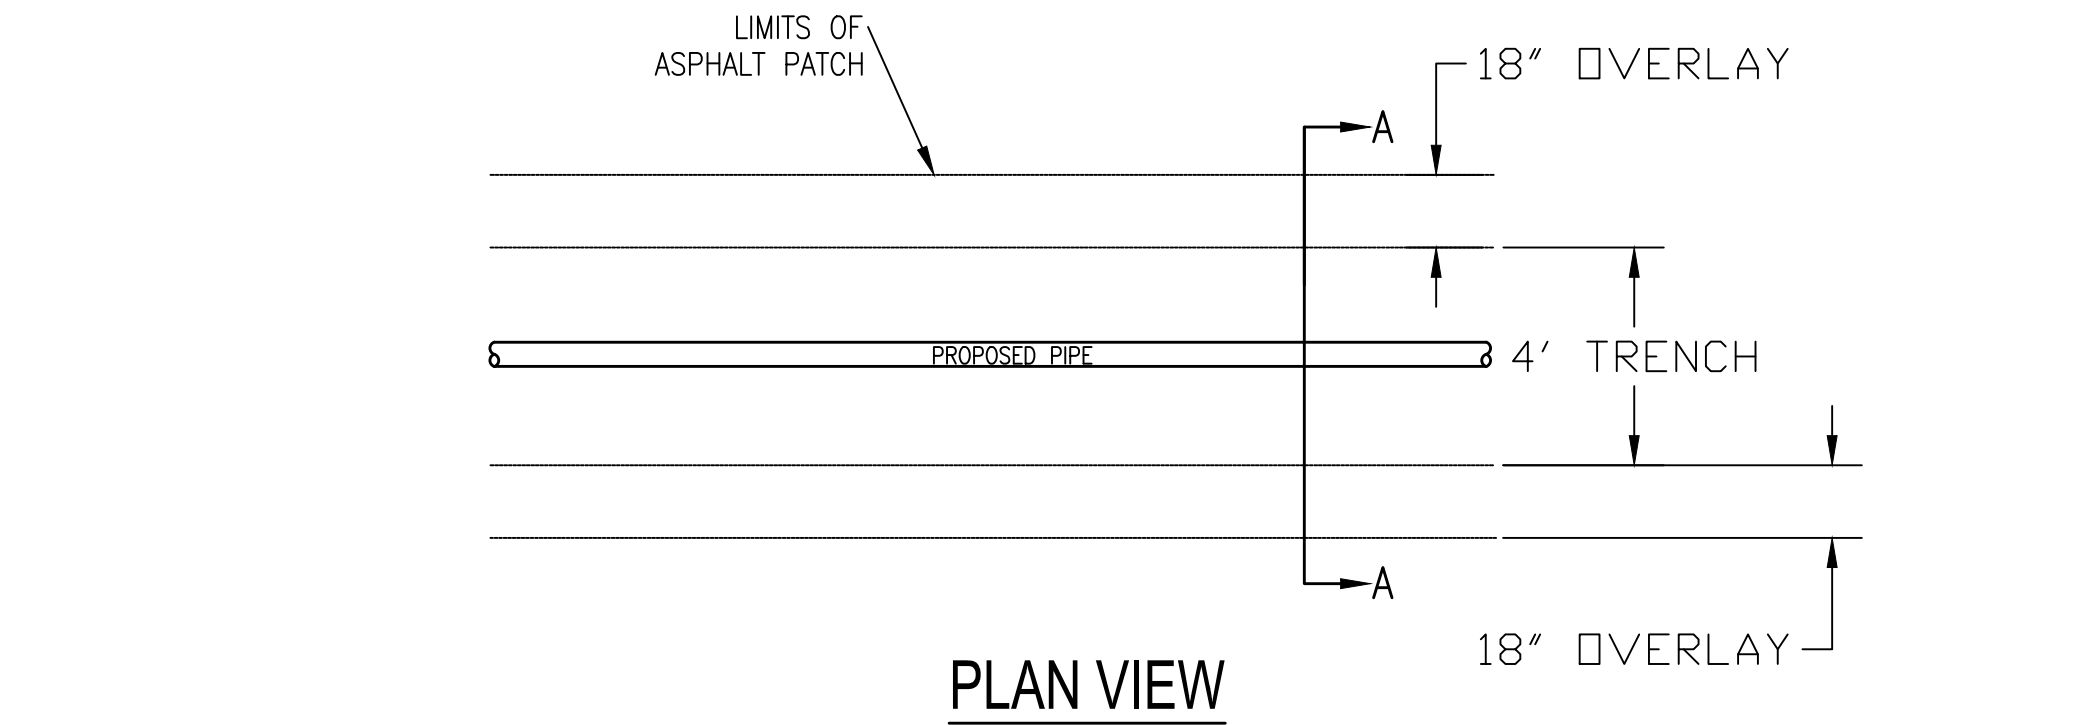 LIMITS OF
ASPHALT PATCH
18" OVERLAY
A
PROPOSED PIPE
4' TRENCH
A
18" OVERLAY
PLAN VIEW